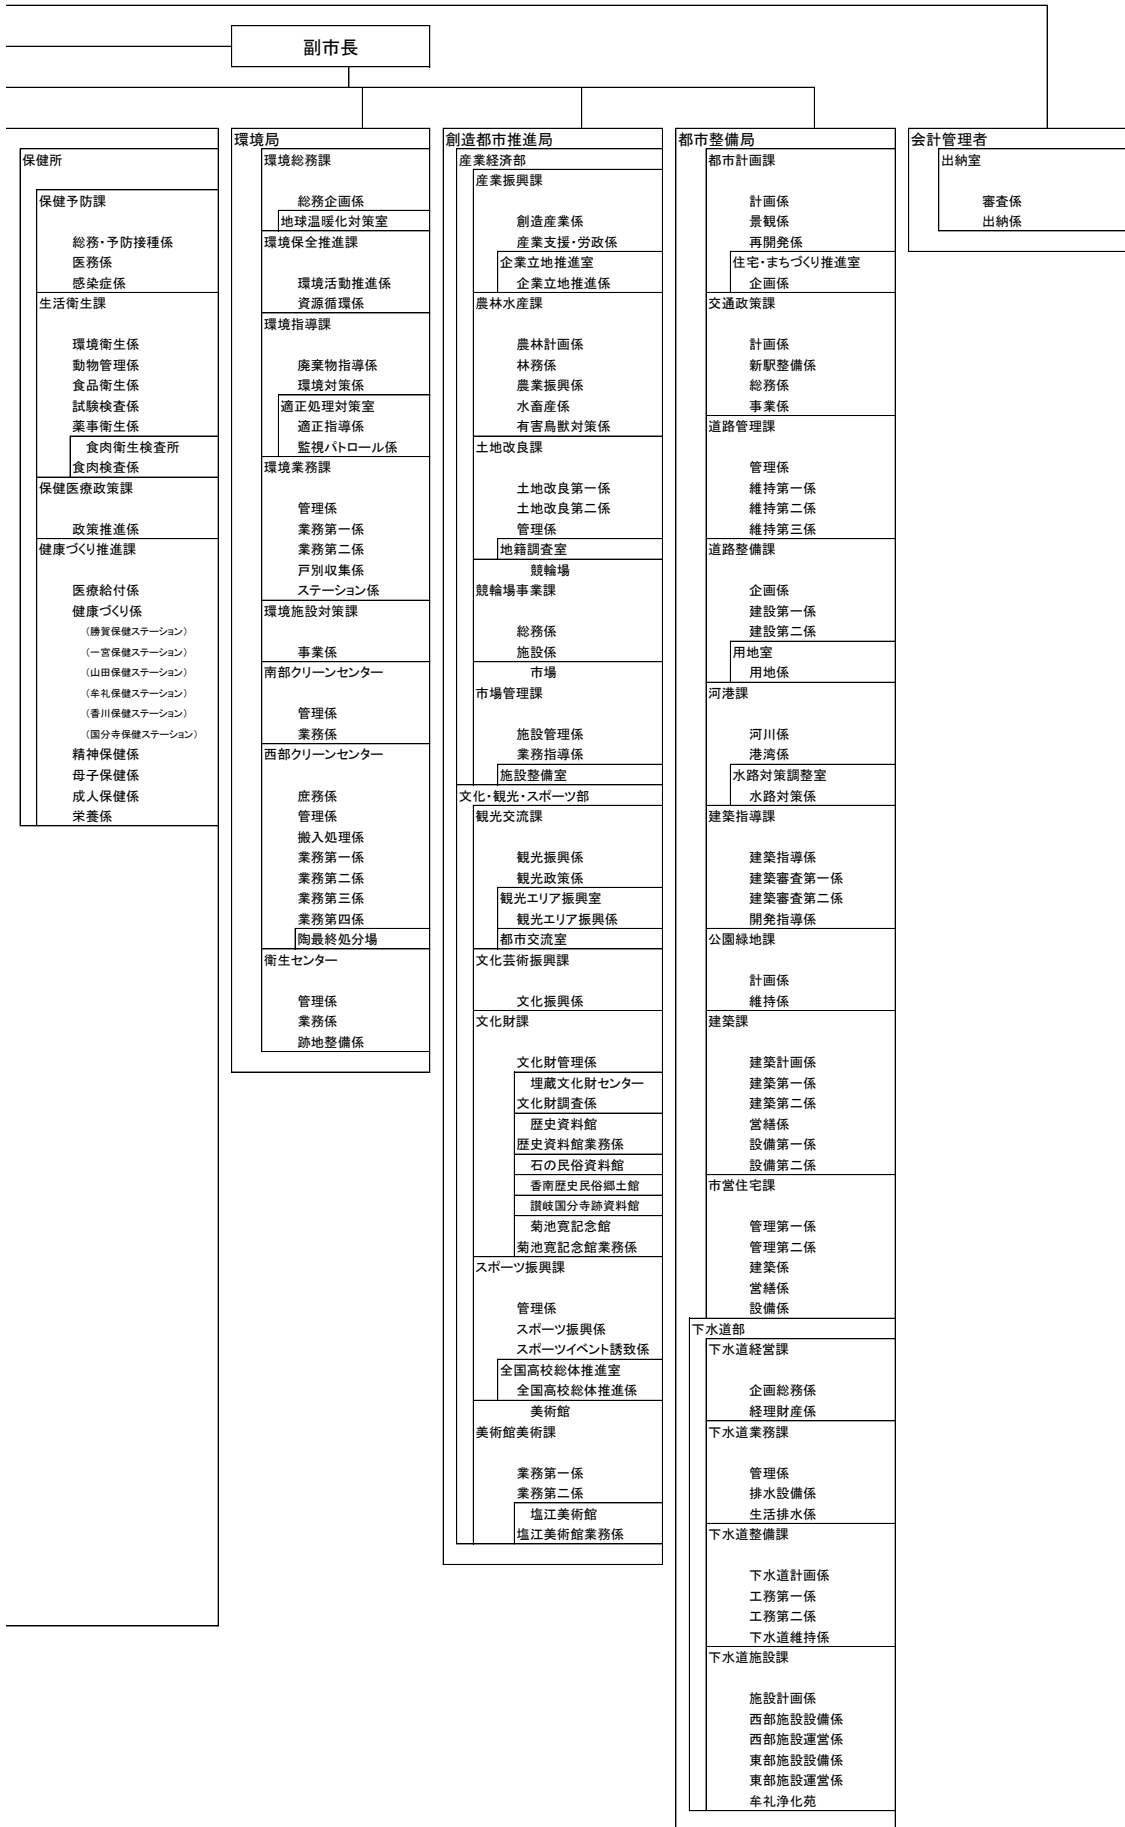 副市長
保健所
保健予防課
総務・予防接種係
医務係
感染症係
生活衛生課
環境衛生係
動物管理係
食品衛生係
試験検査係
薬事衛生係
食肉衛生検査所
食肉検査係
保健医療政策課
政策推進係
健康づくり推進課
医療給付係
健康づくり係
（勝賀保健ステーション）
（一宮保健ステーション）
（山田保健ステーション）
（牟礼保健ステーション）
（香川保健ステーション）
（国分寺保健ステーション）
精神保健係
母子保健係
成人保健係
栄養係
環境局
環境総務課
総務企画係
地球温暖化対策室
環境保全推進課
環境活動推進係
資源循環係
環境指導課
廃棄物指導係
環境対策係
適正処理対策室
適正指導係
監視パトロール係
環境業務課
管理係
業務第一係
業務第二係
戸別収集係
ステーション係
環境施設対策課
事業係
南部クリーンセンター
管理係
業務係
西部クリーンセンター
庶務係
管理係
搬入処理係
業務第一係
業務第二係
業務第三係
業務第四係
陶最終処分場
衛生センター
管理係
業務係
跡地整備係
創造都市推進局
産業経済部
産業振興課
創造産業係
産業支援・労政係
企業立地推進室
企業立地推進係
農林水産課
農林計画係
林務係
農業振興係
水畜産係
有害鳥獣対策係
土地改良課
土地改良第一係
土地改良第二係
管理係
地籍調査室
競輪場
競輪場事業課
総務係
施設係
市場
市場管理課
施設管理係
業務指導係
施設整備室
文化・観光・スポーツ部
観光交流課
観光振興係
観光政策係
観光エリア振興室
観光エリア振興係
都市交流室
文化芸術振興課
文化振興係
文化財課
文化財管理係
埋蔵文化財センター
文化財調査係
歴史資料館
歴史資料館業務係
石の民俗資料館
香南歴史民俗郷土館
讃岐国分寺跡資料館
菊池寛記念館
菊池寛記念館業務係
スポーツ振興課
管理係
スポーツ振興係
スポーツイベント誘致係
全国高校総体推進室
全国高校総体推進係
美術館
美術館美術課
業務第一係
業務第二係
塩江美術館
塩江美術館業務係
都市整備局
都市計画課
計画係
景観係
再開発係
住宅・まちづくり推進室
企画係
交通政策課
計画係
新駅整備係
総務係
事業係
道路管理課
管理係
維持第一係
維持第二係
維持第三係
道路整備課
企画係
建設第一係
建設第二係
用地室
用地係
河港課
河川係
港湾係
水路対策調整室
水路対策係
建築指導課
建築指導係
建築審査第一係
建築審査第二係
開発指導係
公園緑地課
計画係
維持係
建築課
建築計画係
建築第一係
建築第二係
営繕係
設備第一係
設備第二係
市営住宅課
管理第一係
管理第二係
建築係
営繕係
設備係
下水道部
下水道経営課
企画総務係
経理財産係
下水道業務課
管理係
排水設備係
生活排水係
下水道整備課
下水道計画係
工務第一係
工務第二係
下水道維持係
下水道施設課
施設計画係
西部施設設備係
西部施設運営係
東部施設設備係
東部施設運営係
牟礼浄化苑
会計管理者
出納室
審査係
出納係